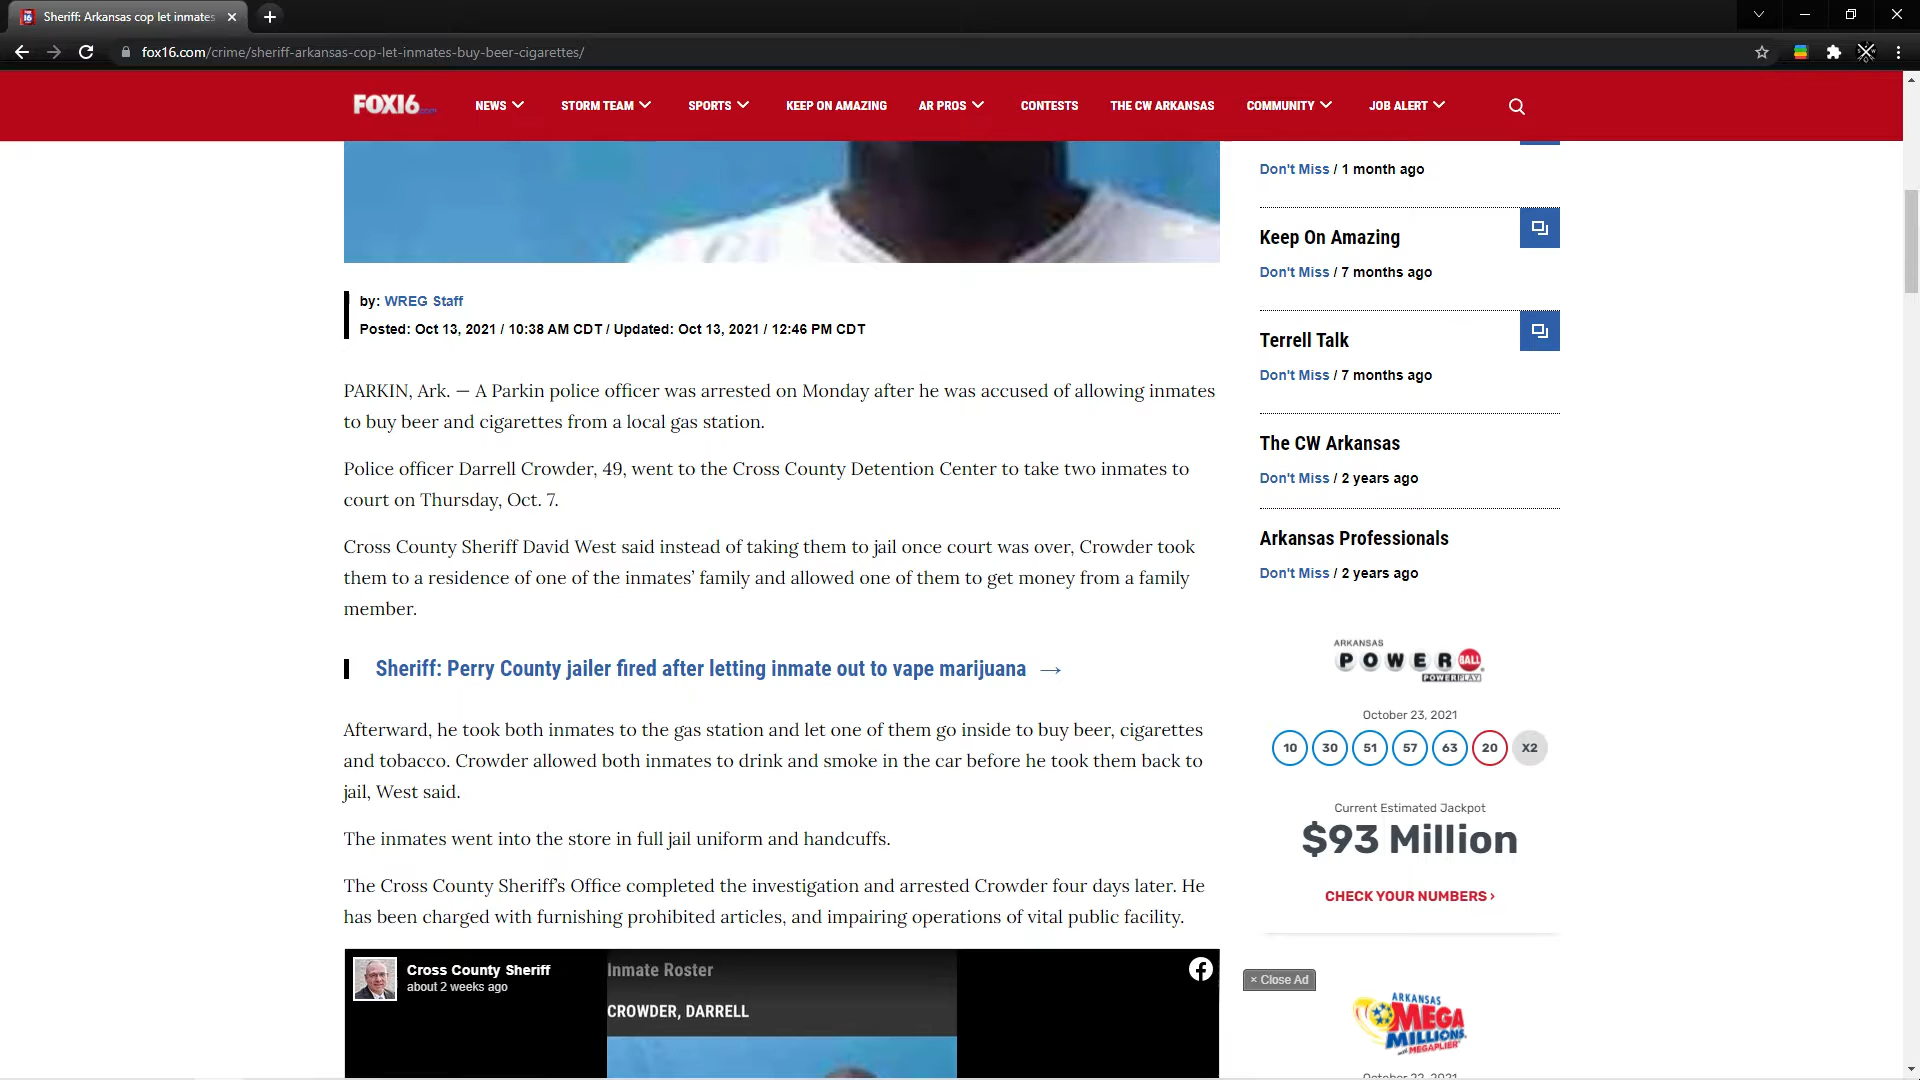 Sheriff: Arkansas cop let inmates
fox16.com/crime/sheriff-arkansas-cop-let-inmates-buy-beer-cigarettes/
FOX16.com
NEWS
STORM TEAM
SPORTS
KEEP ON AMAZING
AR PROS
CONTESTS
THE CW ARKANSAS
COMMUNITY
JOB ALERT
by: WREG Staff
Posted: Oct 13, 2021 / 10:38 AM CDT / Updated: Oct 13, 2021 / 12:46 PM CDT
PARKIN, Ark. — A Parkin police officer was arrested on Monday after he was accused of allowing inmates
to buy beer and cigarettes from a local gas station.
Police officer Darrell Crowder, 49, went to the Cross County Detention Center to take two inmates to
court on Thursday, Oct. 7.
Cross County Sheriff David West said instead of taking them to jail once court was over, Crowder took
them to a residence of one of the inmates’ family and allowed one of them to get money from a family
member.
Sheriff: Perry County jailer fired after letting inmate out to vape marijuana →
Afterward, he took both inmates to the gas station and let one of them go inside to buy beer, cigarettes
and tobacco. Crowder allowed both inmates to drink and smoke in the car before he took them back to
jail, West said.
The inmates went into the store in full jail uniform and handcuffs.
The Cross County Sheriff’s Office completed the investigation and arrested Crowder four days later. He
has been charged with furnishing prohibited articles, and impairing operations of vital public facility.
Cross County Sheriff
about 2 weeks ago
Inmate Roster
CROWDER, DARRELL
Don't Miss / 1 month ago
Keep On Amazing
Don't Miss / 7 months ago
Terrell Talk
Don't Miss / 7 months ago
The CW Arkansas
Don't Miss / 2 years ago
Arkansas Professionals
Don't Miss / 2 years ago
ARKANSAS
POWERBALL
POWERPLAY
October 23, 2021
10 30 51 57 63 20 X2
Current Estimated Jackpot
$93 Million
CHECK YOUR NUMBERS ›
× Close Ad
ARKANSAS
MEGA
MILLIONS
with MEGAPLIER
October 22, 2021